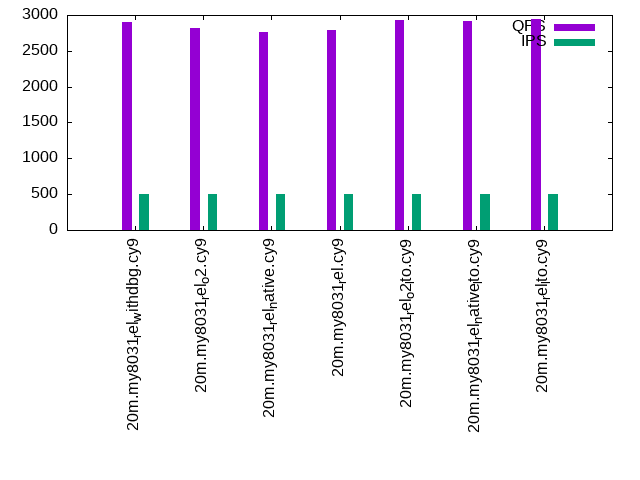 3000
2500
2000
1500
1000
500
0
QPS
IPS
20m.my8031relwithdbg.cy9
20m.my8031relo2.cy9
20m.my8031relnative.cy9
20m.my8031rel.cy9
20m.my8031relo2lto.cy9
20m.my8031relnativelto.cy9
20m.my8031rellto.cy9